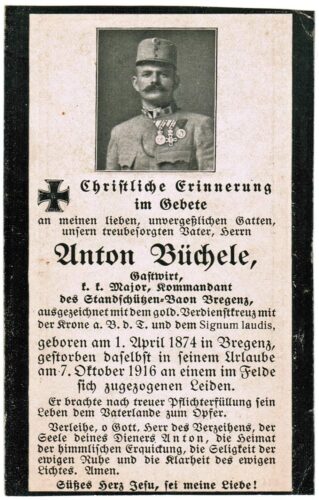 Christliche Erinnerung
im Gebete
an meinen lieben, unvergeßlichen Gatten,
unsern treubesorgten Vater, Herrn
Anton Büchele,
Gastwirt,
k. k. Major, Kommandant
des Standschützen-Baon Bregenz,
ausgezeichnet mit dem gold. Verdienstkreuz mit
der Krone a. B. d. T. und dem Signum laudis,
geboren am 1. April 1874 in Bregenz,
gestorben daselbst in seinem Urlaube
am 7. Oktober 1916 an einem im Felde
sich zugezogenen Leiden.
Er brachte nach treuer Pflichterfüllung sein
Leben dem Vaterlande zum Opfer.
Verleihe, o Gott, Herr des Verzeihens, der
Seele deines Dieners Anton, die Heimat
der himmlischen Erquickung, die Seligkeit der
ewigen Ruhe und die Klarheit des ewigen
Lichtes. Amen.
Süßes Herz Jesu, sei meine Liebe!